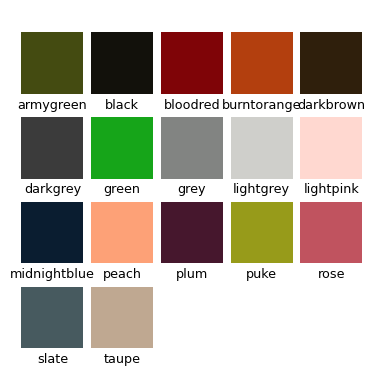 armygreen black bloodred burntorange darkbrown
darkgrey green grey lightgrey lightpink
midnightblue peach plum puke rose
slate taupe